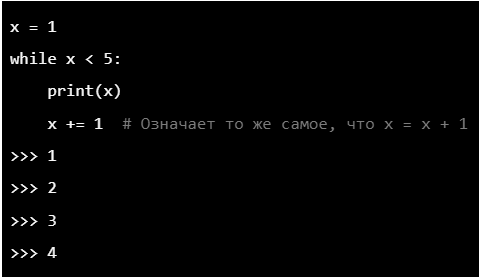 x = 1
while x < 5:
    print(x)
    x += 1  # Означает то же самое, что x = x + 1
>>> 1
>>> 2
>>> 3
>>> 4